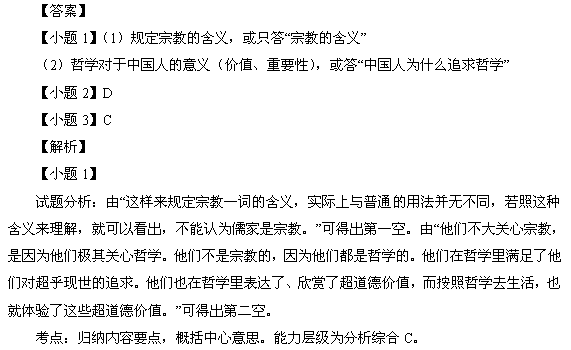 【答案】
【小题1】（1）规定宗教的含义，或只答“宗教的含义”
（2）哲学对于中国人的意义（价值、重要性），或答“中国人为什么追求哲学”
【小题2】D
【小题3】C
【解析】
【小题1】
试题分析：由“这样来规定宗教一词的含义，实际上与普通的用法并无不同，若照这种
含义来理解，就可以看出，不能认为儒家是宗教。”可得出第一空。由“他们不大关心宗教，
是因为他们极其关心哲学。他们不是宗教的，因为他们都是哲学的。他们在哲学里满足了他
们对超乎现世的追求。他们也在哲学里表达了、欣赏了超道德价值，而按照哲学去生活，也
就体验了这些超道德价值。”可得出第二空。
考点：归纳内容要点，概括中心意思。能力层级为分析综合 C。